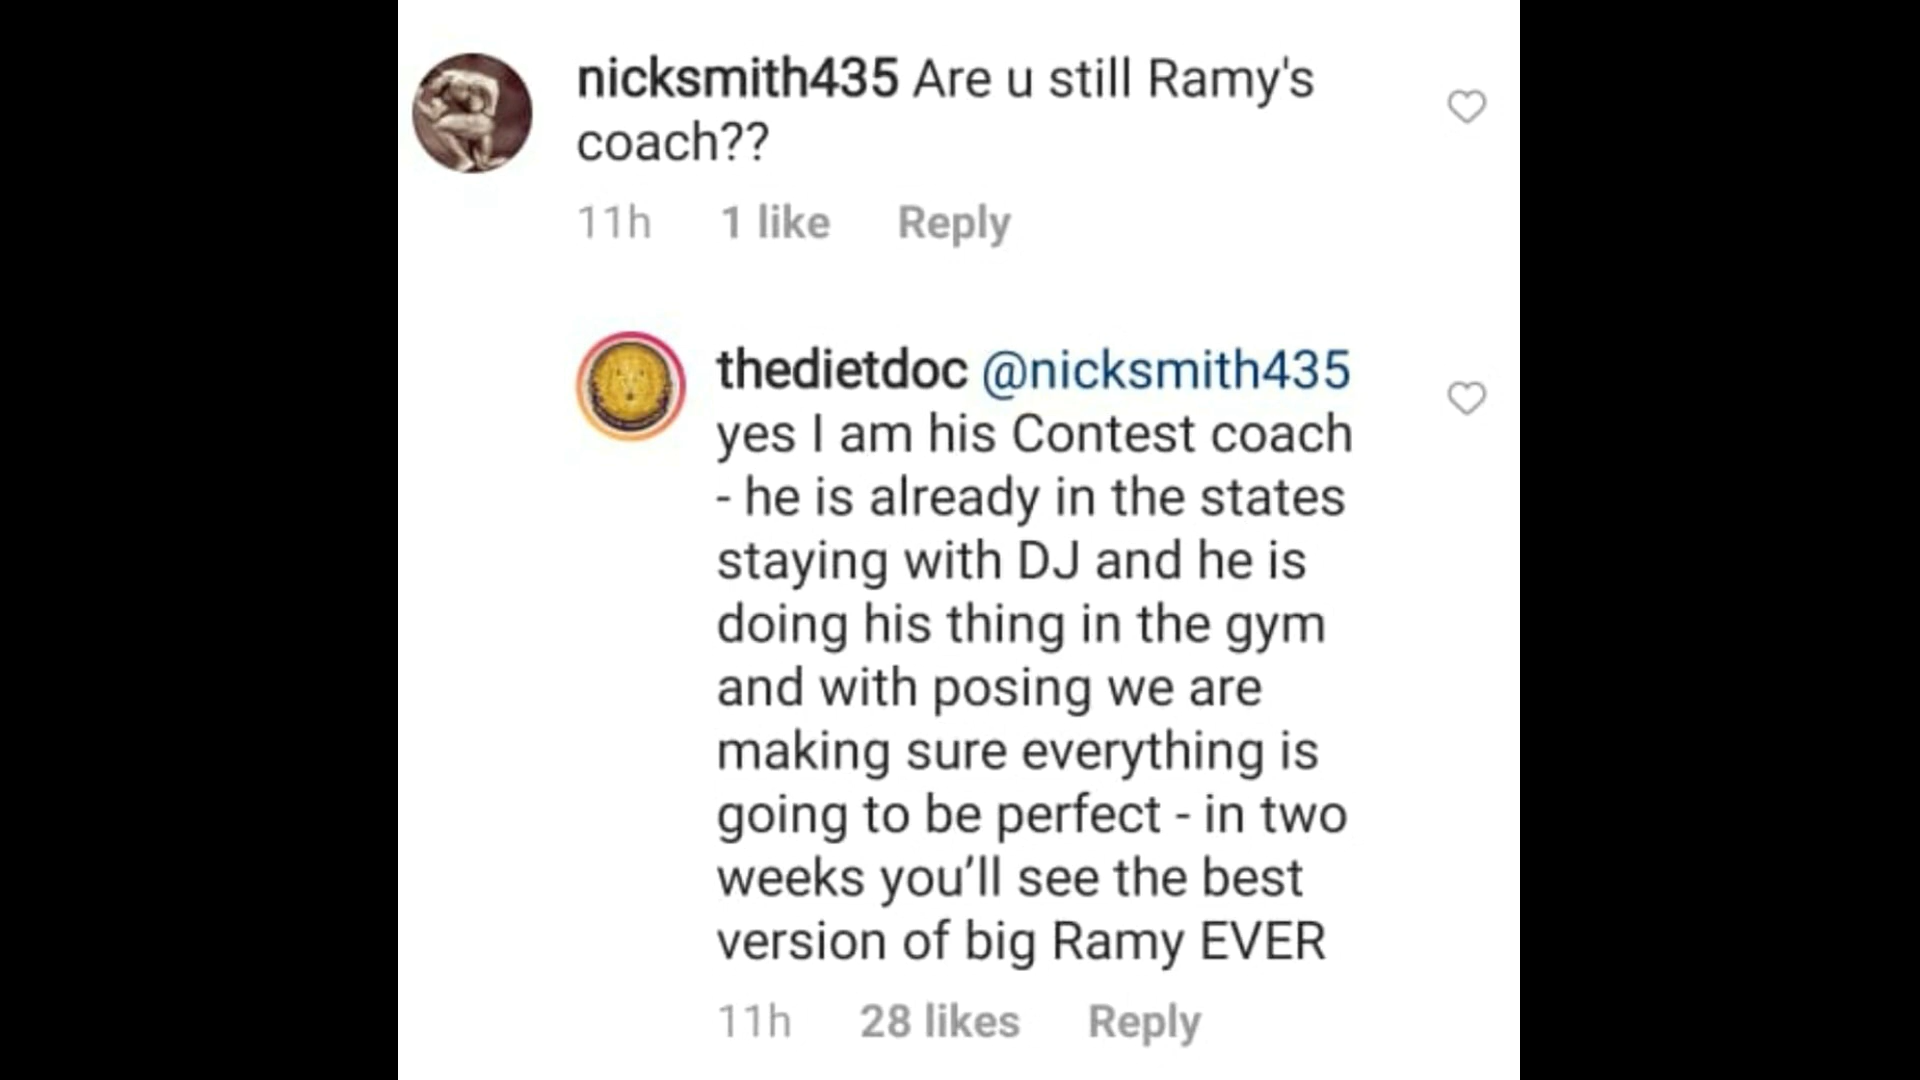 nicksmith435 Are u still Ramy's
coach??
11h 1 like Reply
thedietdoc @nicksmith435
yes I am his Contest coach
- he is already in the states
staying with DJ and he is
doing his thing in the gym
and with posing we are
making sure everything is
going to be perfect - in two
weeks you’ll see the best
version of big Ramy EVER
11h 28 likes Reply